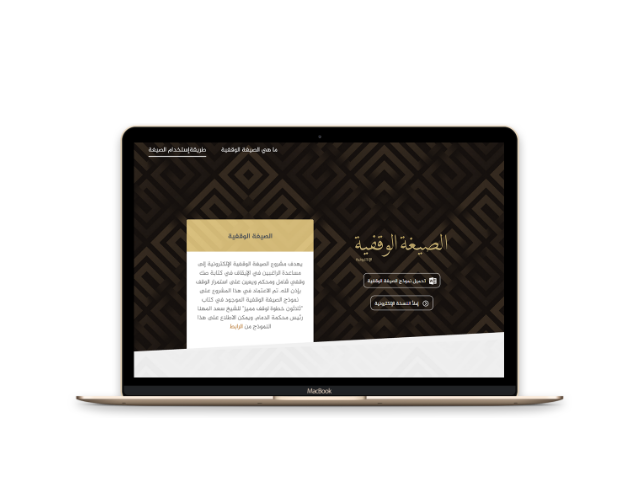 ما هي الصيغة الوقفية
طريقة إستخدام الصيغة
الصيغة الوقفية
تحميل نموذج الصيغة الوقفية
إملأ النسخة الإلكترونية
الصيغة الوقفية
يهدف مشروع الصيغة الوقفية الإلكترونية إلى
مساعدة الراغبين في الإيقاف في كتابة صك
وقفي شامل ومحكم ويعين على استمرار الوقف
بإذن الله. تم الاعتماد في هذا المشروع على
نموذج الصيغة الوقفية الموجود في كتاب
"ثلاثون خطوة لوقف مميز" للشيخ سعد المهنا
رئيس محكمة الدمام، ويمكن الاطلاع على هذا
النموذج من الرابط
MacBook